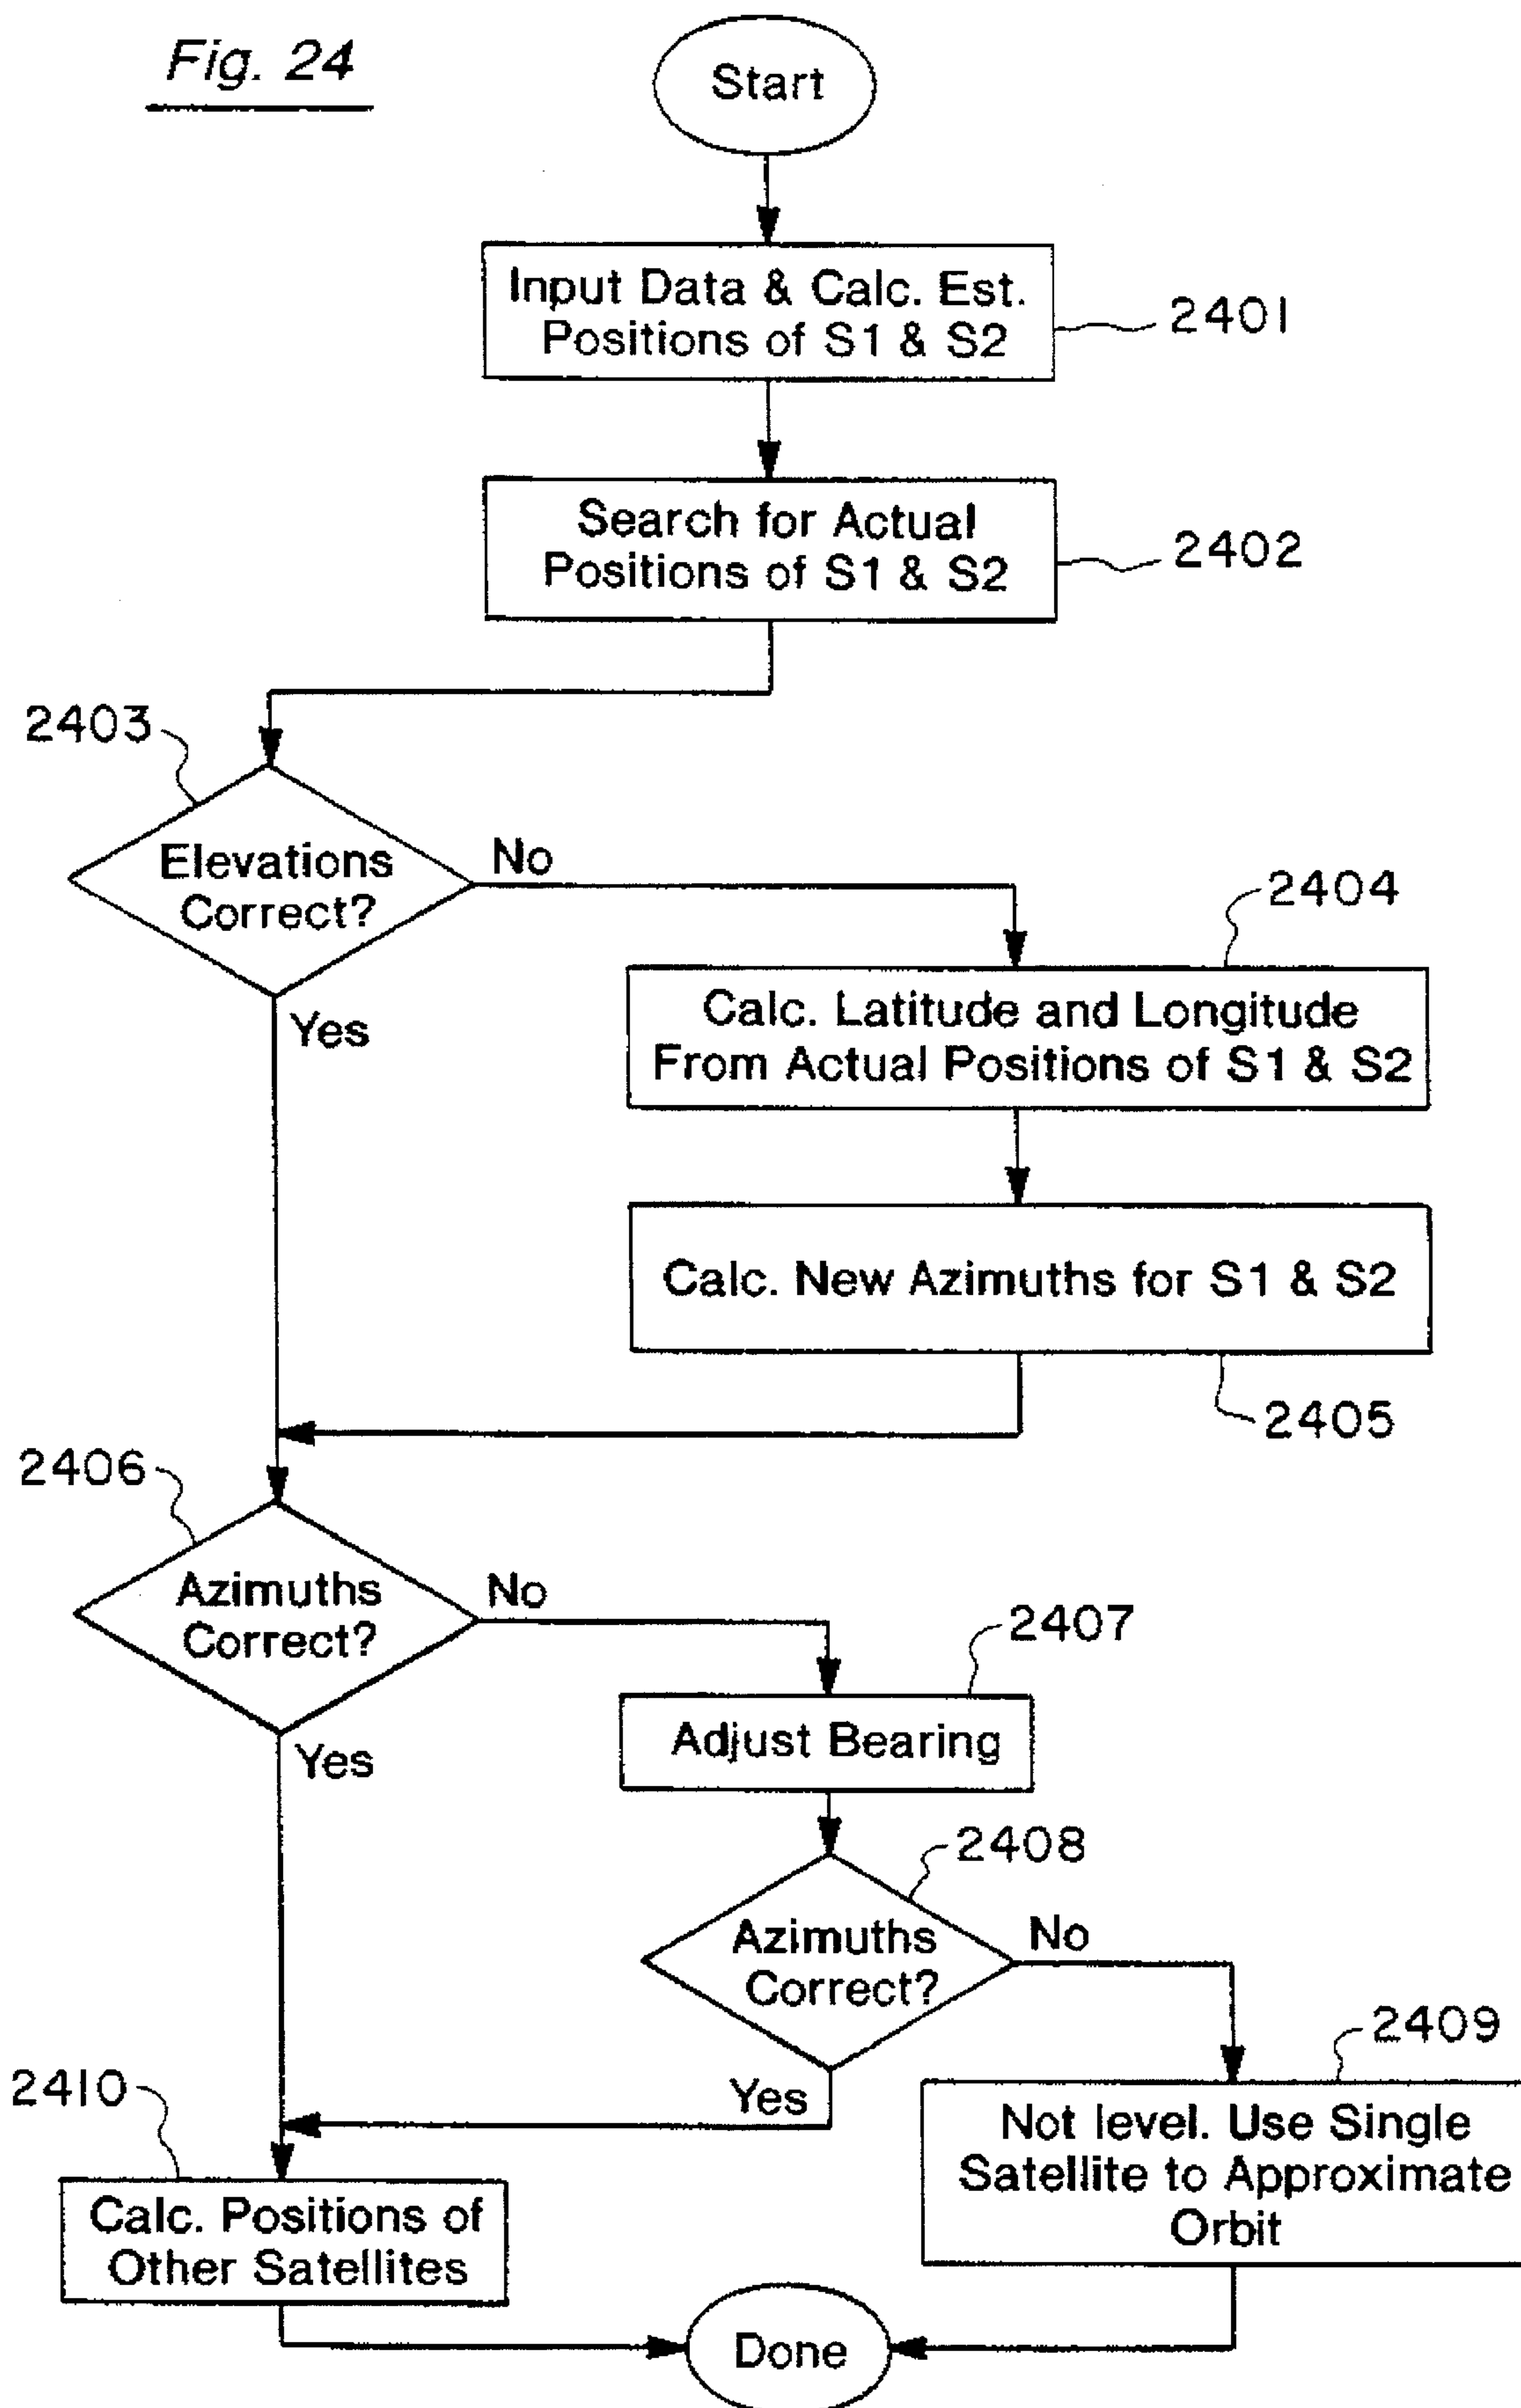 Fig. 24
Start
Input Data & Calc. Est.
Positions of S1 & S2
2401
Search for Actual
Positions of S1 & S2
2402
2403
Elevations
Correct?
No
Yes
2404
Calc. Latitude and Longitude
From Actual Positions of S1 & S2
Calc. New Azimuths for S1 & S2
2405
2406
Azimuths
Correct?
No
Yes
2407
Adjust Bearing
2408
Azimuths
Correct?
No
Yes
2409
Not level. Use Single
Satellite to Approximate
Orbit
2410
Calc. Positions of
Other Satellites
Done